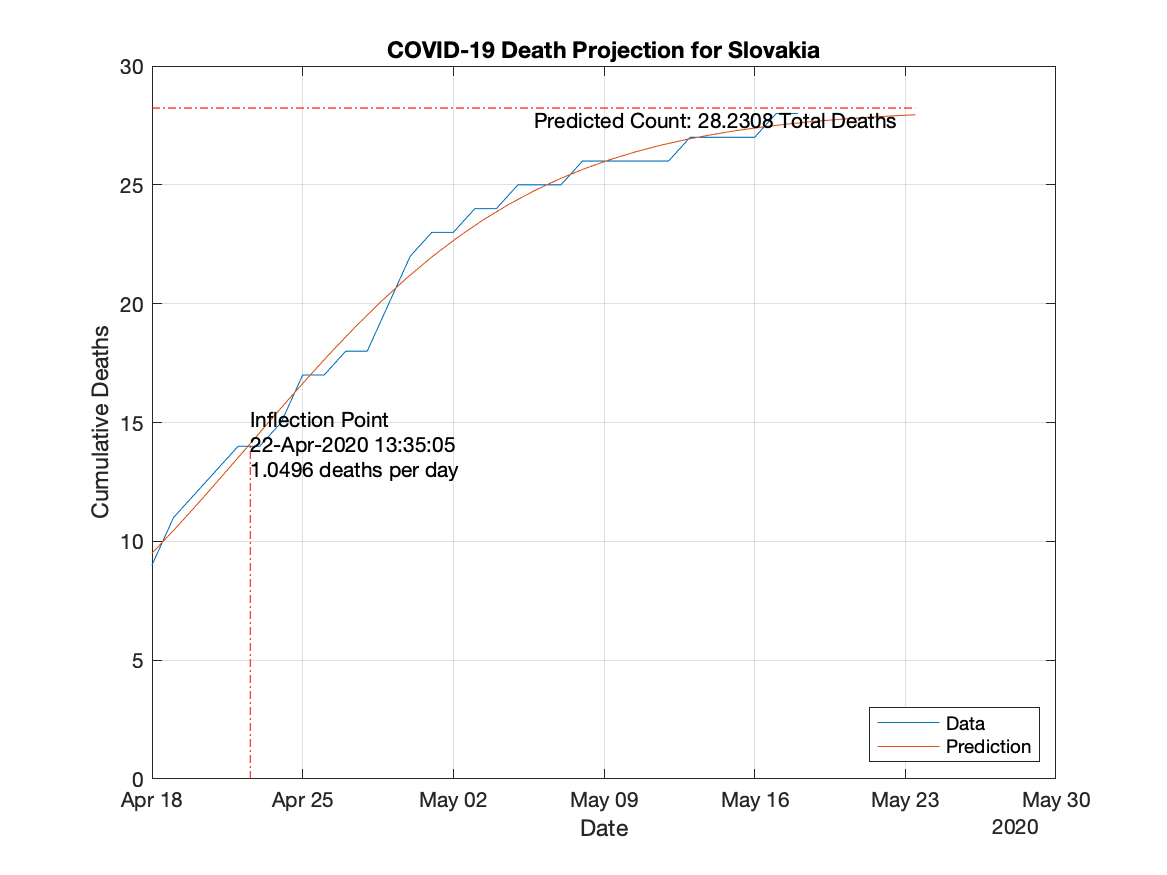 COVID-19 Death Projection for Slovakia
30
25
20
15
10
5
0
Cumulative Deaths
Predicted Count: 28.2308 Total Deaths
Inflection Point
22-Apr-2020 13:35:05
1.0496 deaths per day
Data
Prediction
Apr 18 Apr 25 May 02 May 09 May 16 May 23 May 30
Date
2020